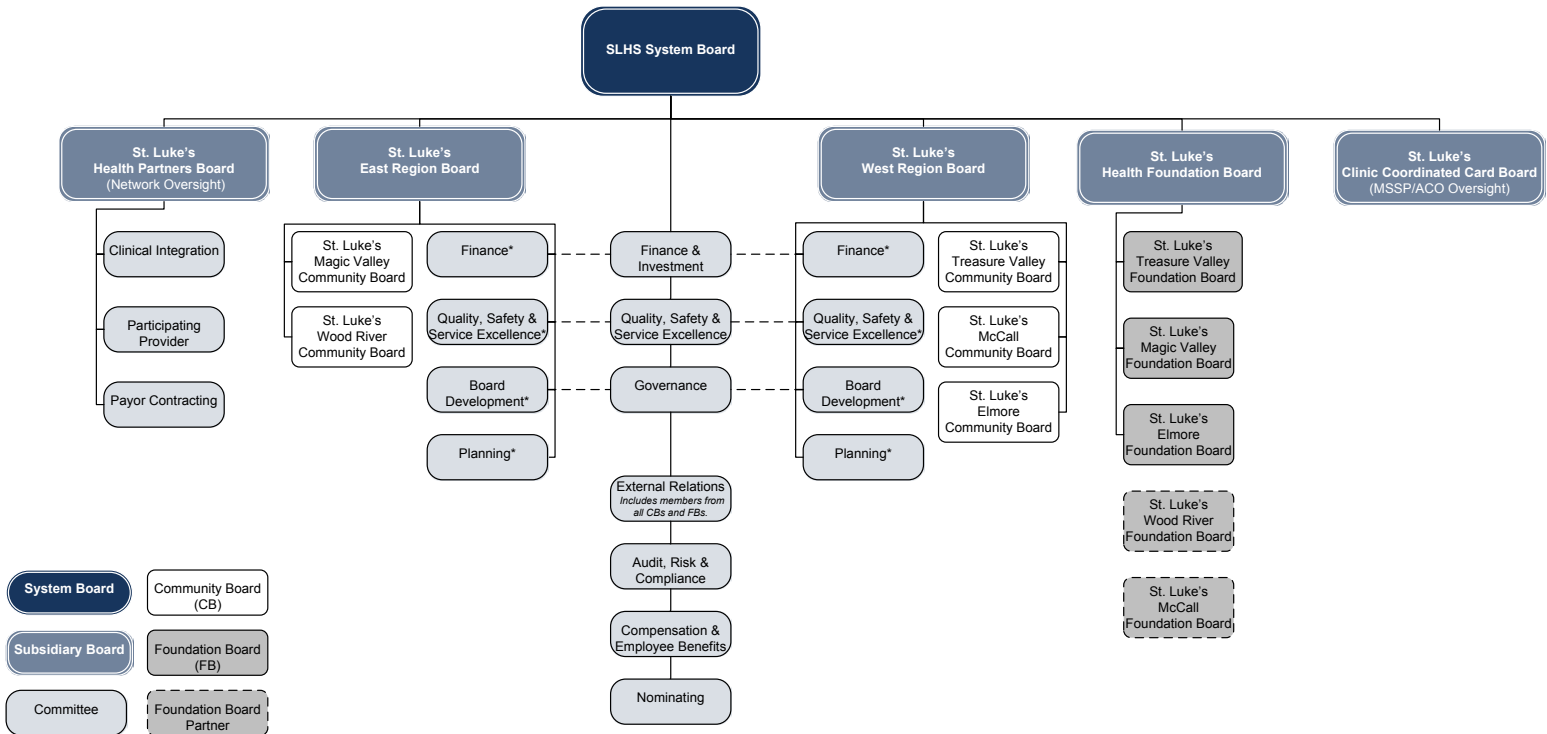 SLHS System Board
St. Luke's
Health Partners Board
(Network Oversight)
St. Luke's
East Region Board
St. Luke's
West Region Board
St. Luke's
Health Foundation Board
St. Luke's
Clinic Coordinated Card Board
(MSSP/ACO Oversight)
Clinical Integration
Participating
Provider
Payor Contracting
St. Luke's
Magic Valley
Community Board
St. Luke's
Wood River
Community Board
Finance*
Quality, Safety &
Service Excellence*
Board
Development*
Planning*
Finance &
Investment
Quality, Safety &
Service Excellence
Governance
External Relations
Includes members from
all CBs and FBs.
Audit, Risk &
Compliance
Compensation &
Employee Benefits
Nominating
Finance*
Quality, Safety &
Service Excellence*
Board
Development*
Planning*
St. Luke's
Treasure Valley
Community Board
St. Luke's
McCall
Community Board
St. Luke's
Elmore
Community Board
St. Luke's
Treasure Valley
Foundation Board
St. Luke's
Magic Valley
Foundation Board
St. Luke's
Elmore
Foundation Board
St. Luke's
Wood River
Foundation Board
St. Luke's
McCall
Foundation Board
System Board
Community Board
(CB)
Subsidiary Board
Foundation Board
(FB)
Committee
Foundation Board
Partner